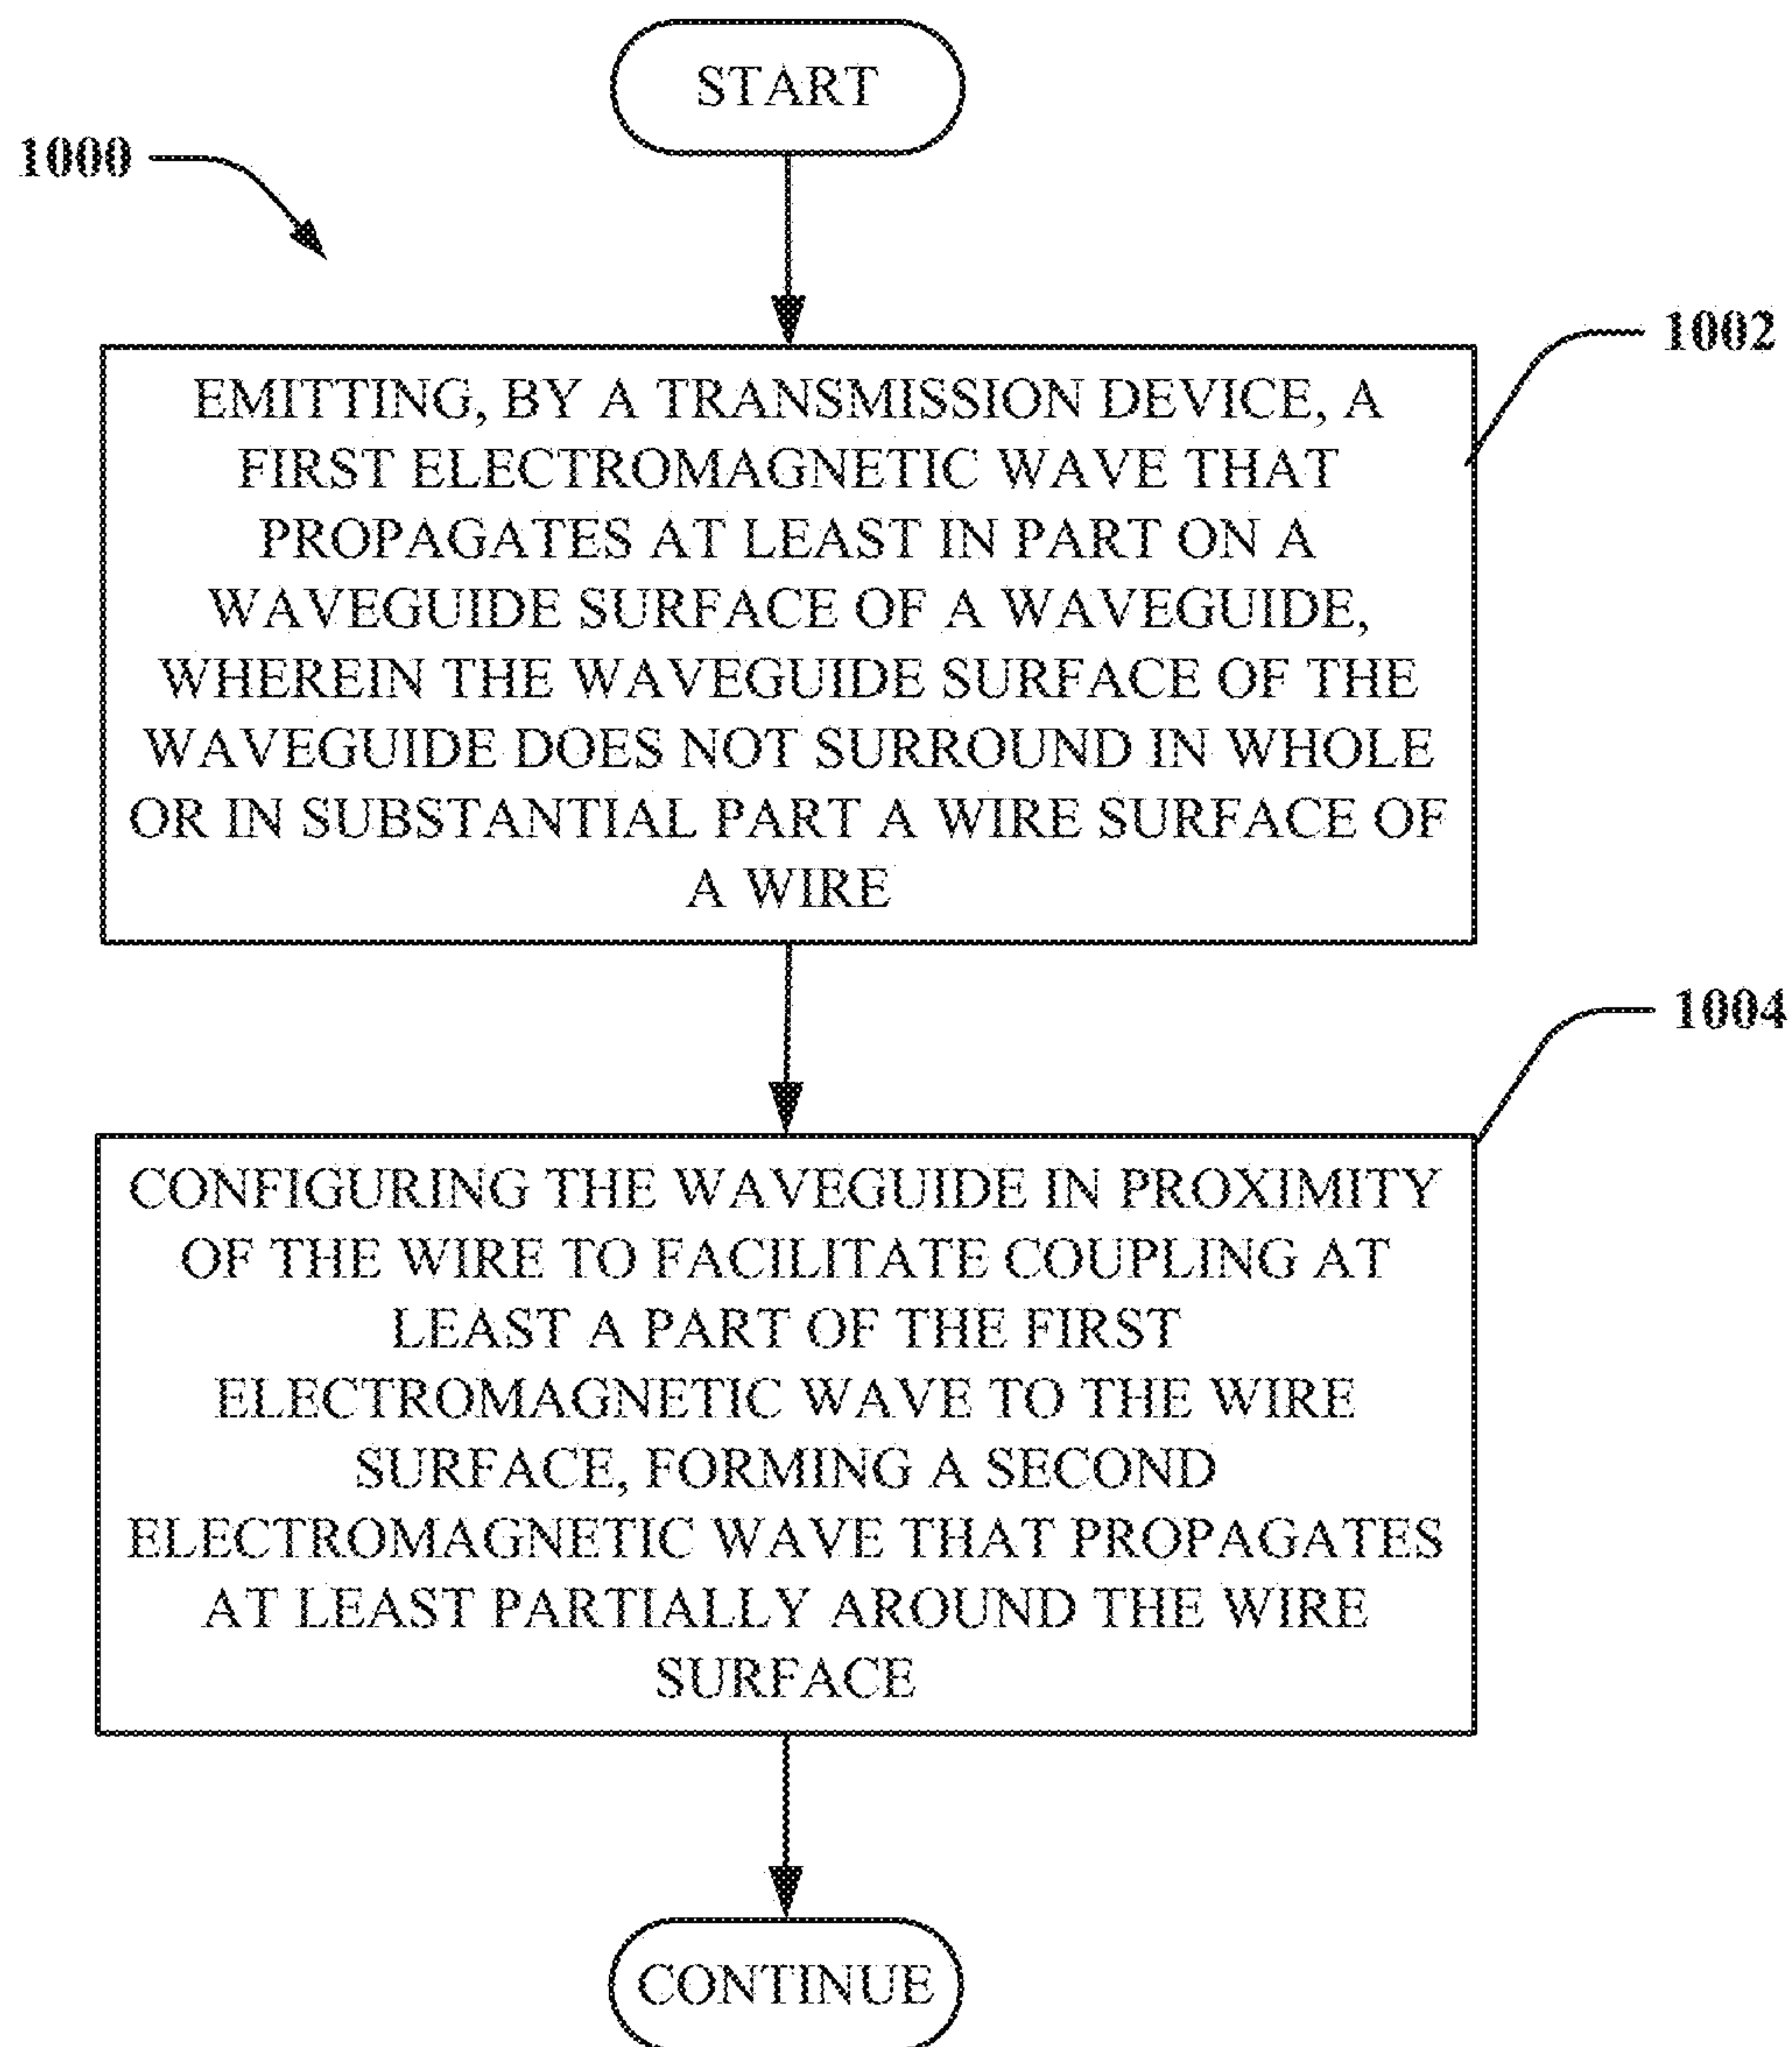 START
1000
1002
EMITTING, BY A TRANSMISSION DEVICE, A
FIRST ELECTROMAGNETIC WAVE THAT
PROPAGATES AT LEAST IN PART ON A
WAVEGUIDE SURFACE OF A WAVEGUIDE,
WHEREIN THE WAVEGUIDE SURFACE OF THE
WAVEGUIDE DOES NOT SURROUND IN WHOLE
OR IN SUBSTANTIAL PART A WIRE SURFACE OF
A WIRE
1004
CONFIGURING THE WAVEGUIDE IN PROXIMITY
OF THE WIRE TO FACILITATE COUPLING AT
LEAST A PART OF THE FIRST
ELECTROMAGNETIC WAVE TO THE WIRE
SURFACE, FORMING A SECOND
ELECTROMAGNETIC WAVE THAT PROPAGATES
AT LEAST PARTIALLY AROUND THE WIRE
SURFACE
CONTINUE